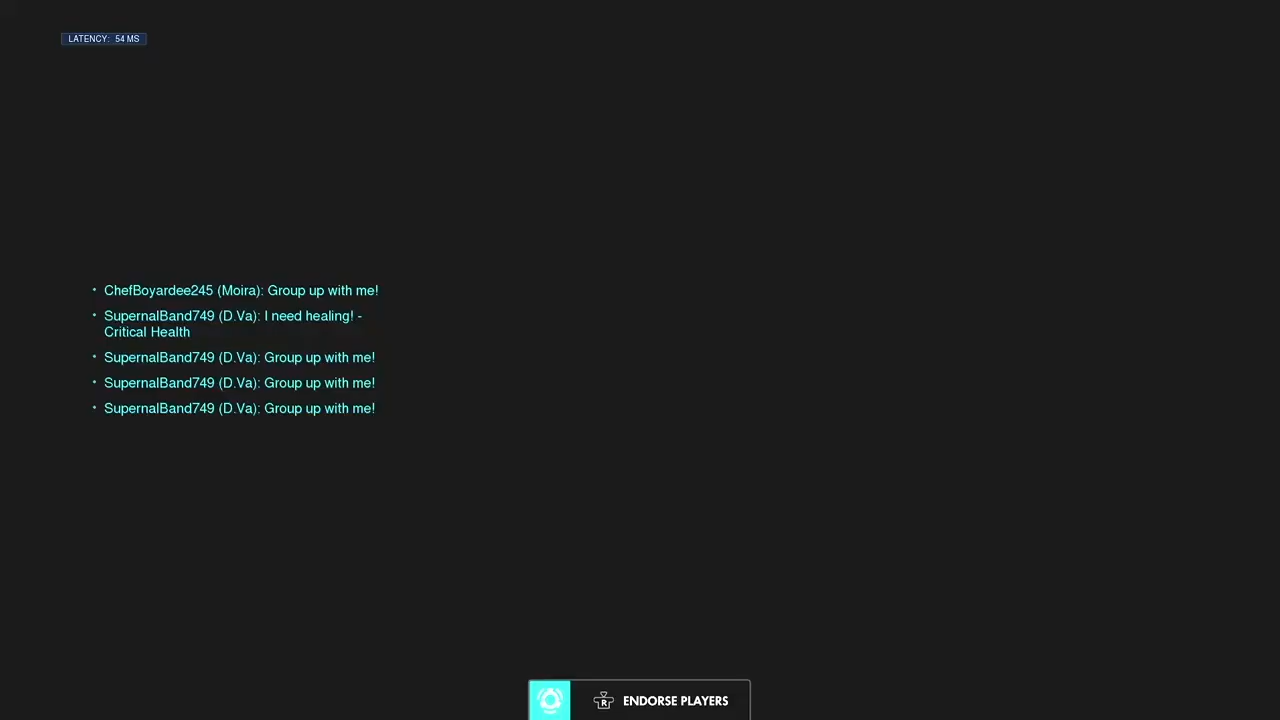 LATENCY: 54 MS
• ChefBoyardee245 (Moira): Group up with me!
• SupernalBand749 (D.Va): I need healing! -
Critical Health
• SupernalBand749 (D.Va): Group up with me!
• SupernalBand749 (D.Va): Group up with me!
• SupernalBand749 (D.Va): Group up with me!
R ENDORSE PLAYERS